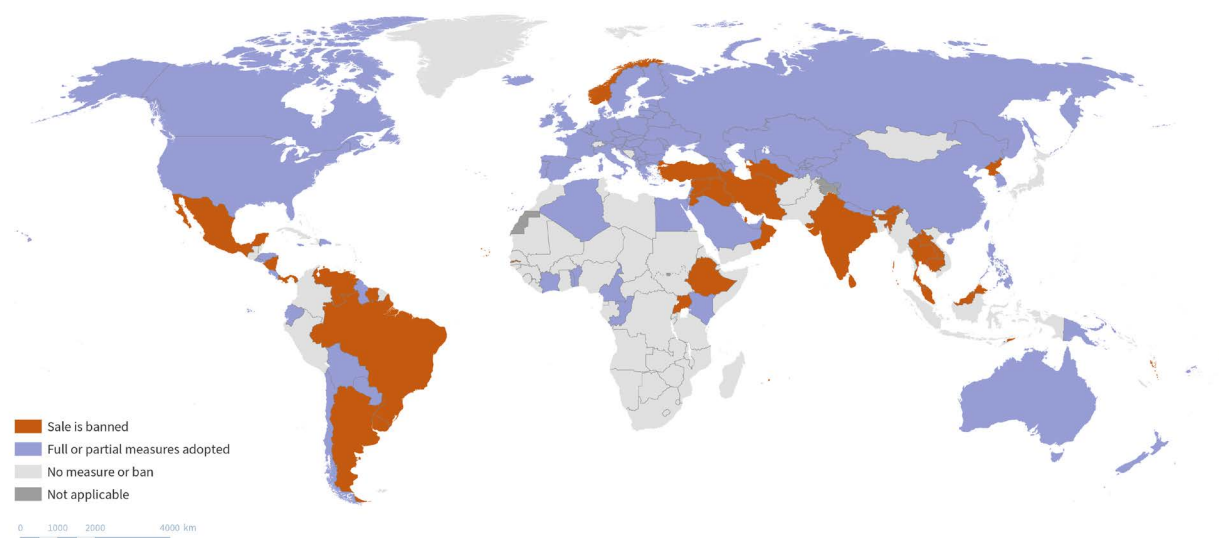 Sale is banned
Full or partial measures adopted
No measure or ban
Not applicable
0 1000 2000 4000 km